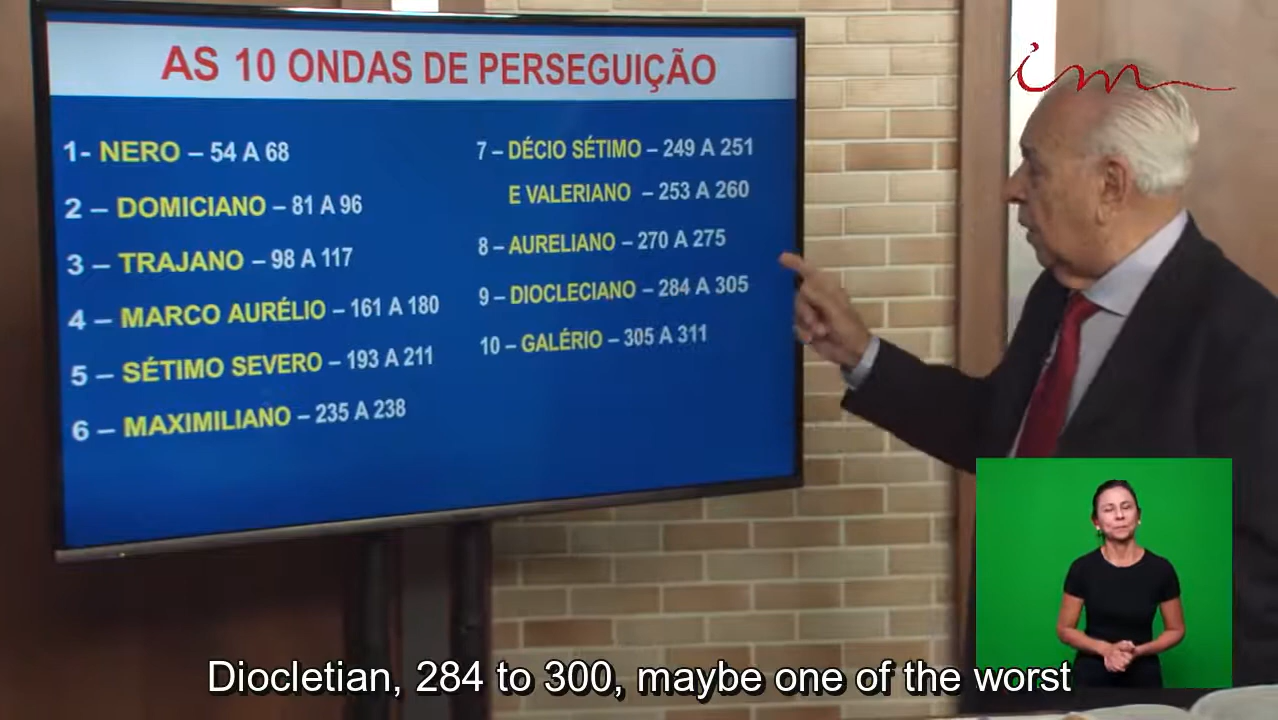 AS 10 ONDAS DE PERSEGUIÇÃO
1- NERO – 54 A 68
2 – DOMICIANO – 81 A 96
3 – TRAJANO – 98 A 117
4 – MARCO AURÉLIO – 161 A 180
5 – SÉTIMO SEVERO – 193 A 211
6 – MAXIMILIANO – 235 A 238
7 – DÉCIO SÉTIMO – 249 A 251
E VALERIANO – 253 A 260
8 – AURELIANO – 270 A 275
9 – DIOCLECIANO – 284 A 305
10 – GALÉRIO – 305 A 311
im
Diocletian, 284 to 300, maybe one of the worst